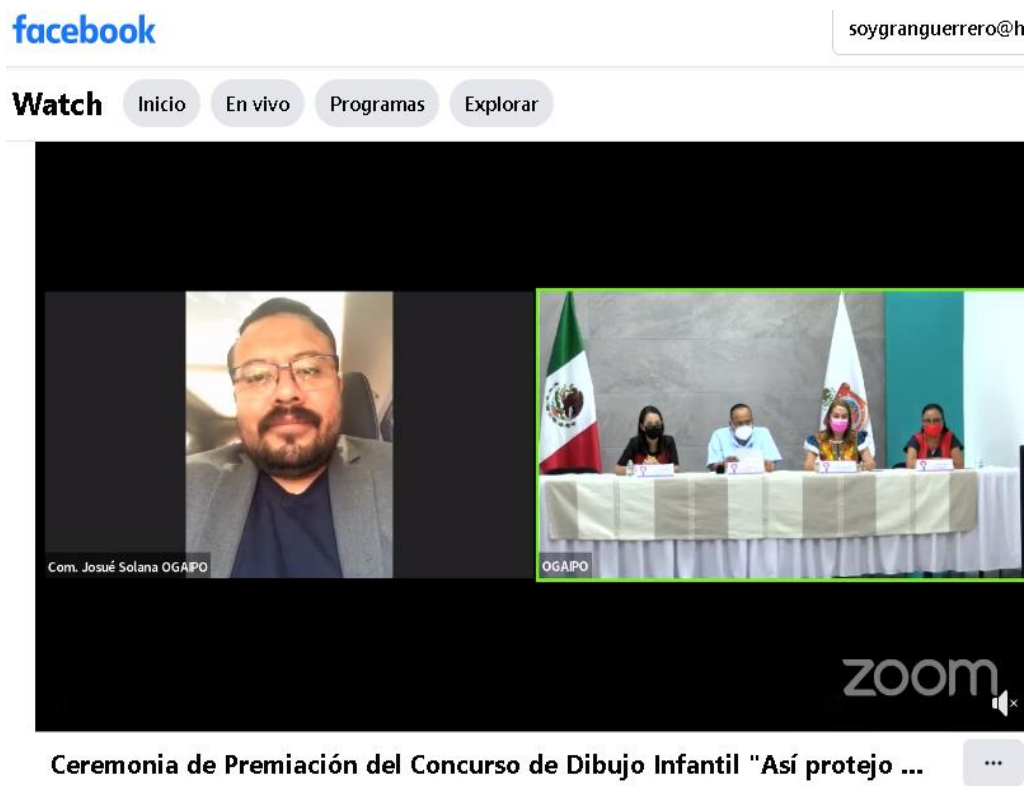 facebook
soygranguerrero@h
Watch
Inicio
En vivo
Programas
Explorar
Com. Josué Solana OGAIPO
OGAIPO
zoom
Ceremonia de Premiación del Concurso de Dibujo Infantil "Así protejo ...